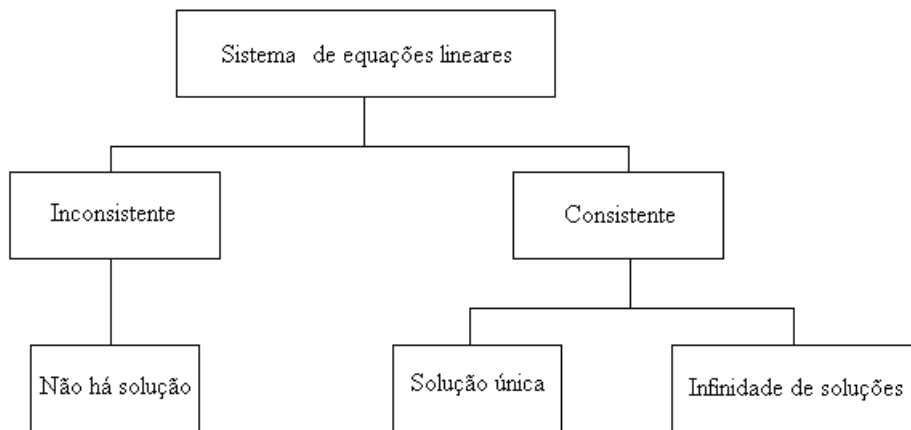 Sistema de equações lineares
Inconsistente
Consistente
Não há solução
Solução única
Infinidade de soluções